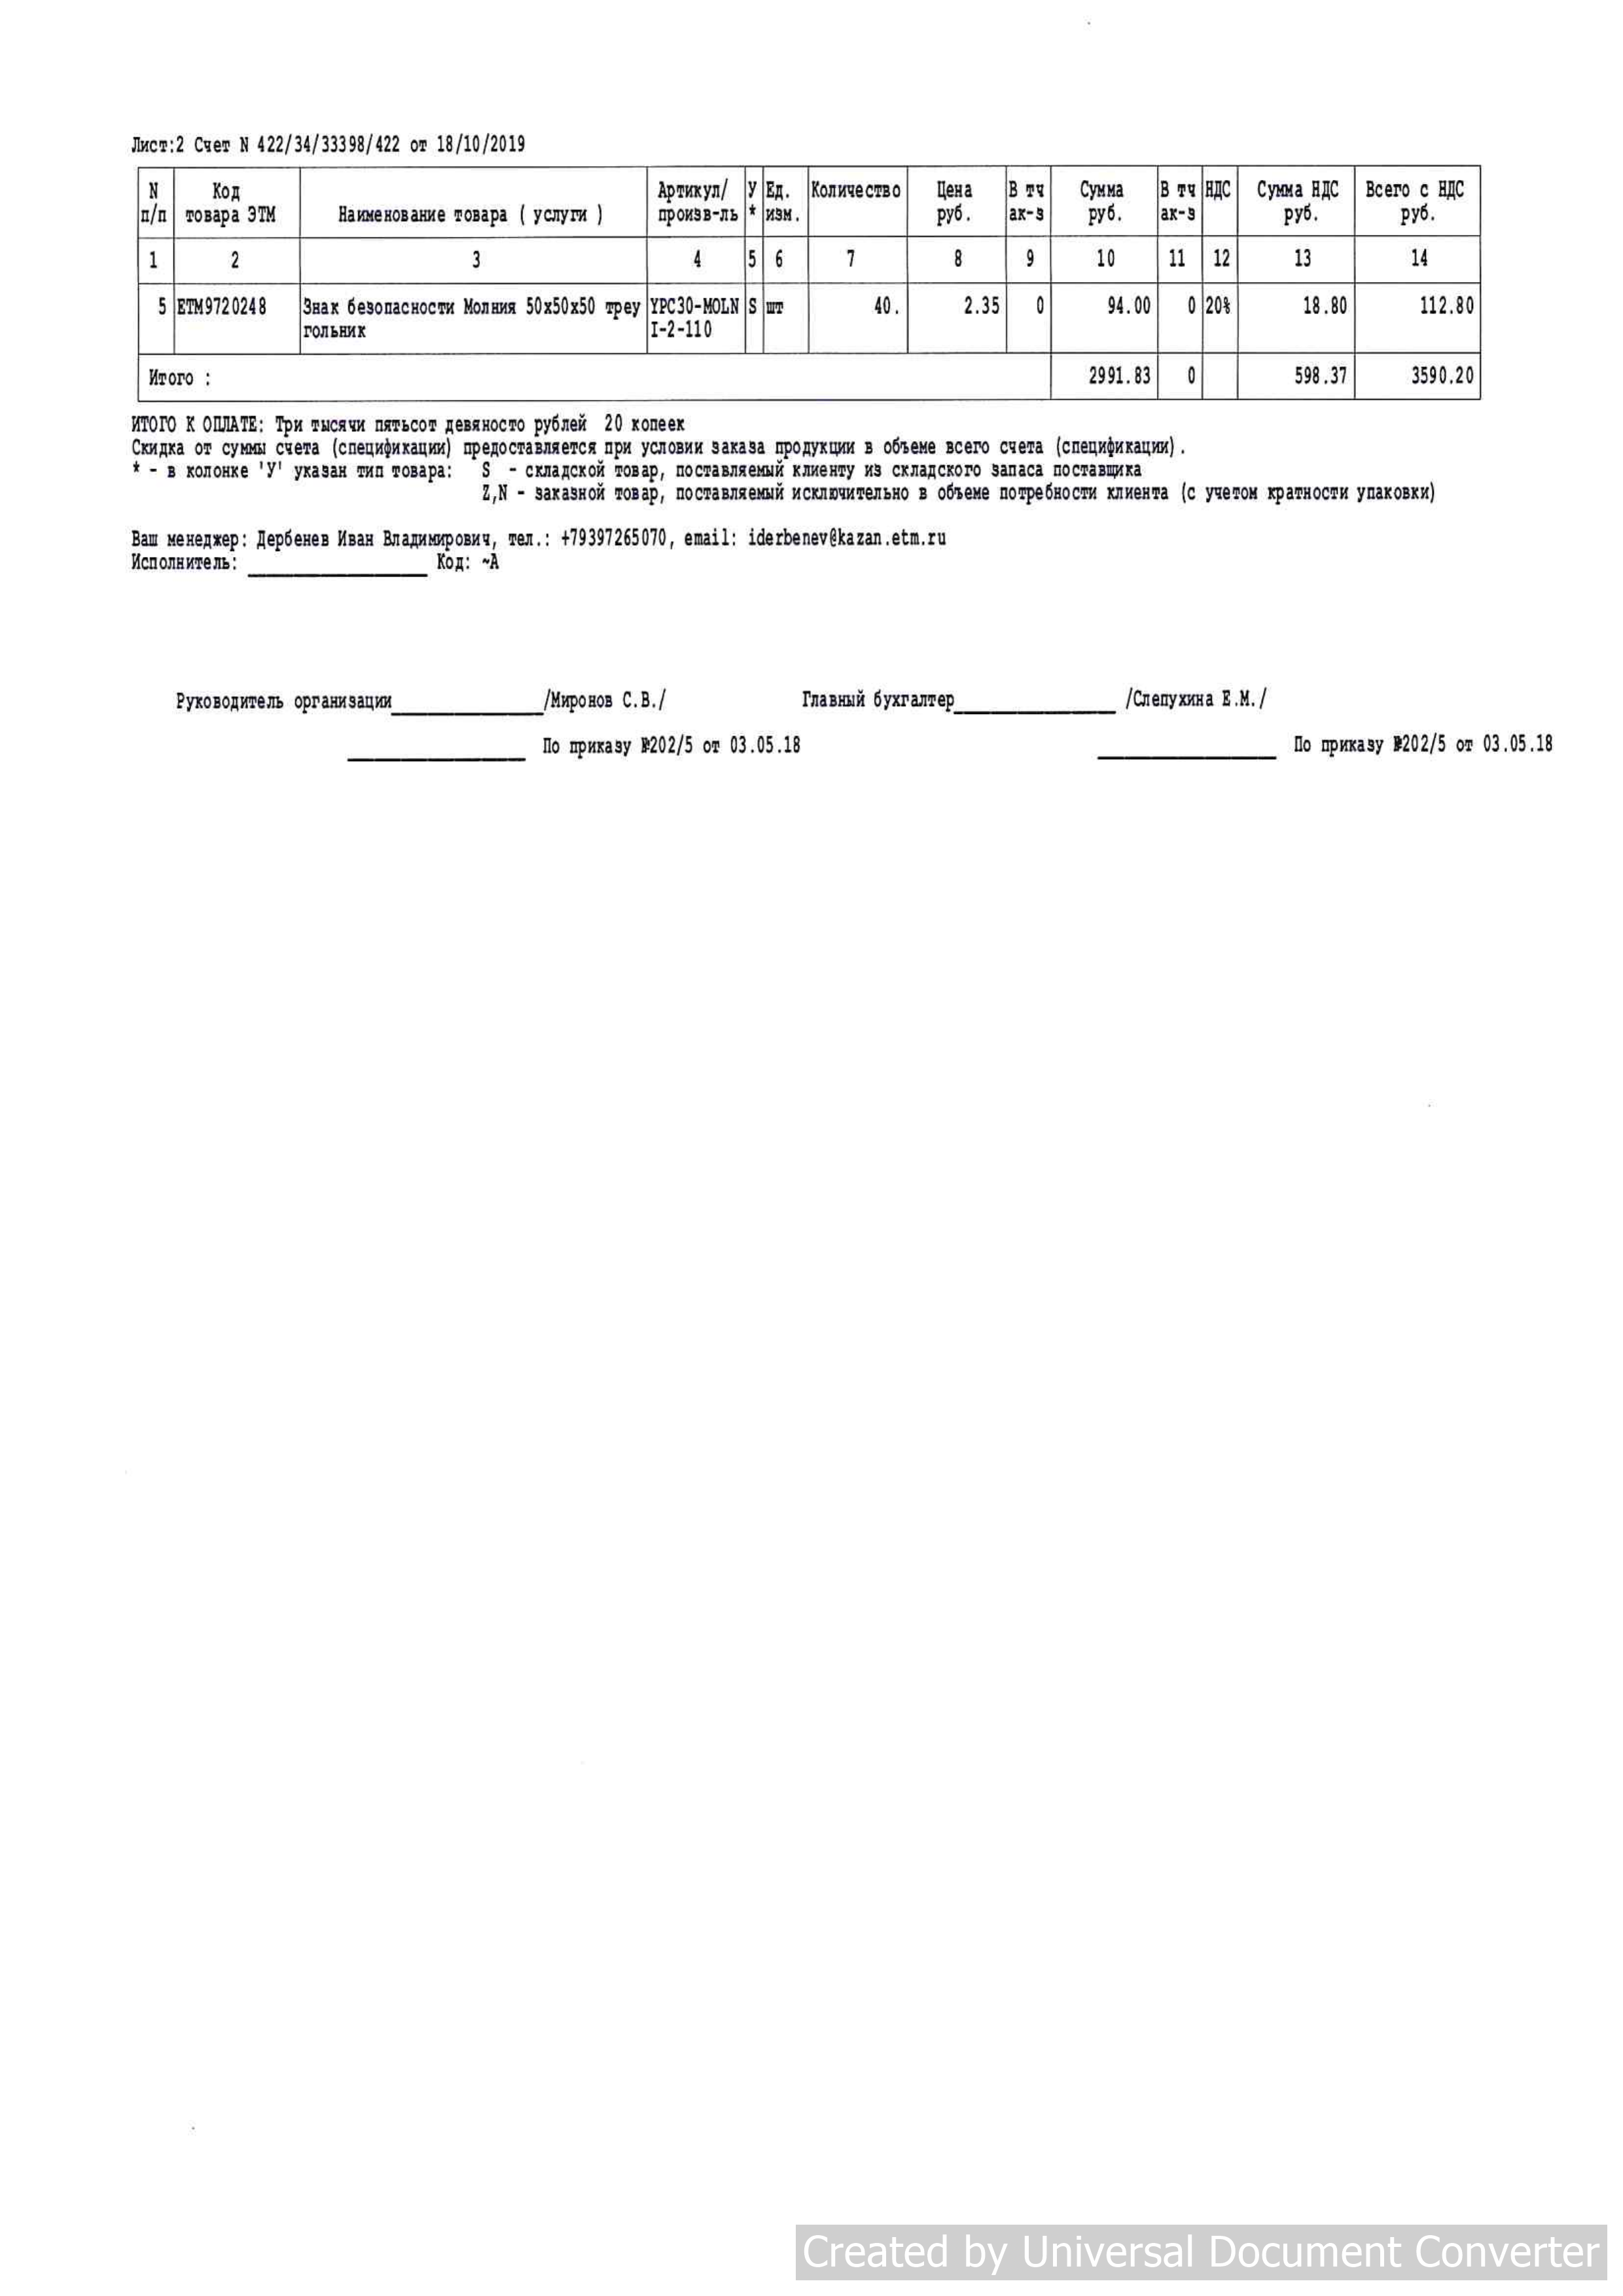 Лист:2 Счет N 422/34/33398/422 от 18/10/2019
N п/п Код товара ЭТМ Наименование товара ( услуги ) Артикул/ произв-ль У * Ед. изм. Количество Цена руб. В тч ак-з Сумма руб. В тч ак-з НДС Сумма НДС руб. Всего с НДС руб.
1 2 3 4 5 6 7 8 9 10 11 12 13 14
5 ETM9720248 Знак безопасности Молния 50х50х50 треу YPC30-MOLN S шт 40. 2.35 0 94.00 0 20% 18.80 112.80
гольник I-2-110
Итого : 2991.83 0 598.37 3590.20
ИТОГО К ОПЛАТЕ: Три тысячи пятьсот девяносто рублей 20 копеек
Скидка от суммы счета (спецификации) предоставляется при условии заказа продукции в объеме всего счета (спецификации).
* - в колонке 'У' указан тип товара: S - складской товар, поставляемый клиенту из складского запаса поставщика
Z,N - заказной товар, поставляемый исключительно в объеме потребности клиента (с учетом кратности упаковки)
Ваш менеджер: Дербенев Иван Владимирович, тел.: +79397265070, email: iderbenev@kazan.etm.ru
Исполнитель: ____________________ Код: ~А
Руководитель организации_________________/Миронов С.В./ Главный бухгалтер__________________ /Слепухина Е.М./
____________________ По приказу №202/5 от 03.05.18 ____________________ По приказу №202/5 от 03.05.18
Created by Universal Document Converter